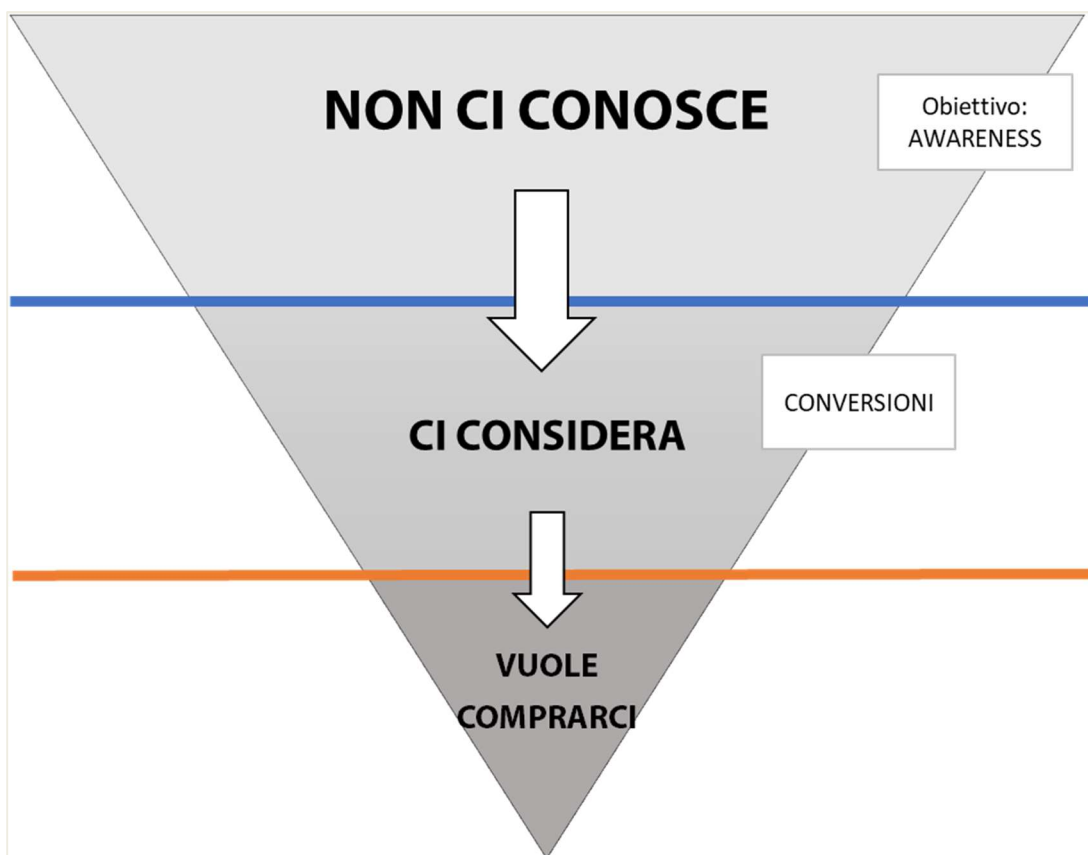 NON CI CONOSCE
Obiettivo:
AWARENESS
CI CONSIDERA
CONVERSIONI
VUOLE
COMPRARCI